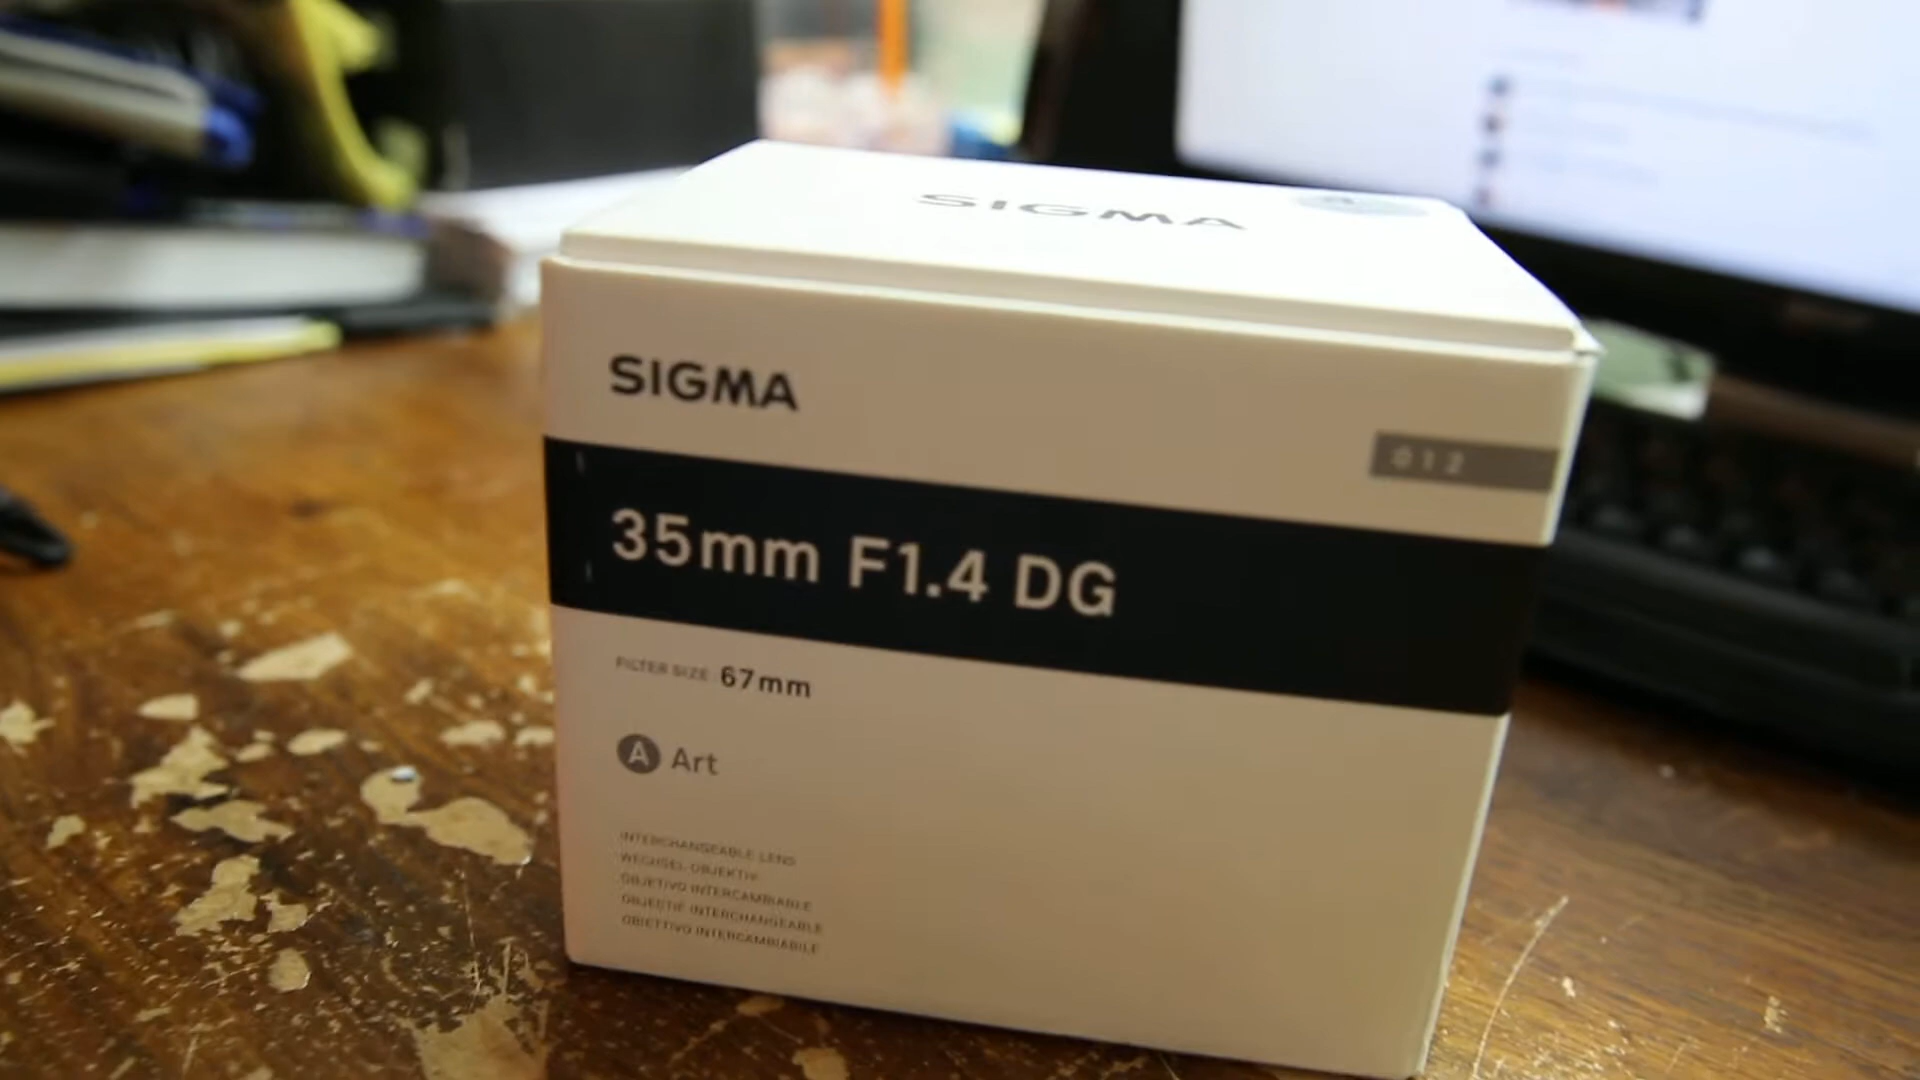 SIGMA
SIGMA
012
35mm F1.4 DG
FILTER SIZE 67mm
A Art
INTERCHANGEABLE LENS
WECHSEL-OBJEKTIV
OBJETIVO INTERCAMBIABLE
OBJECTIF INTERCHANGEABLE
OBIETTIVO INTERCAMBIABILE